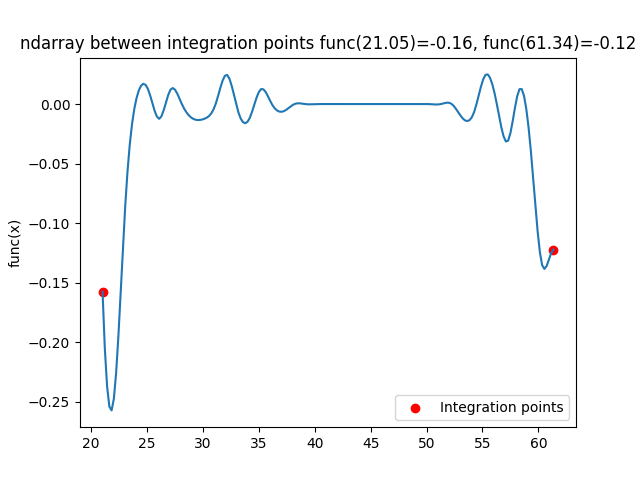 ndarray between integration points func(21.05)=-0.16, func(61.34)=-0.12
func(x)
0.00
−0.05
−0.10
−0.15
−0.20
−0.25
Integration points
20 25 30 35 40 45 50 55 60